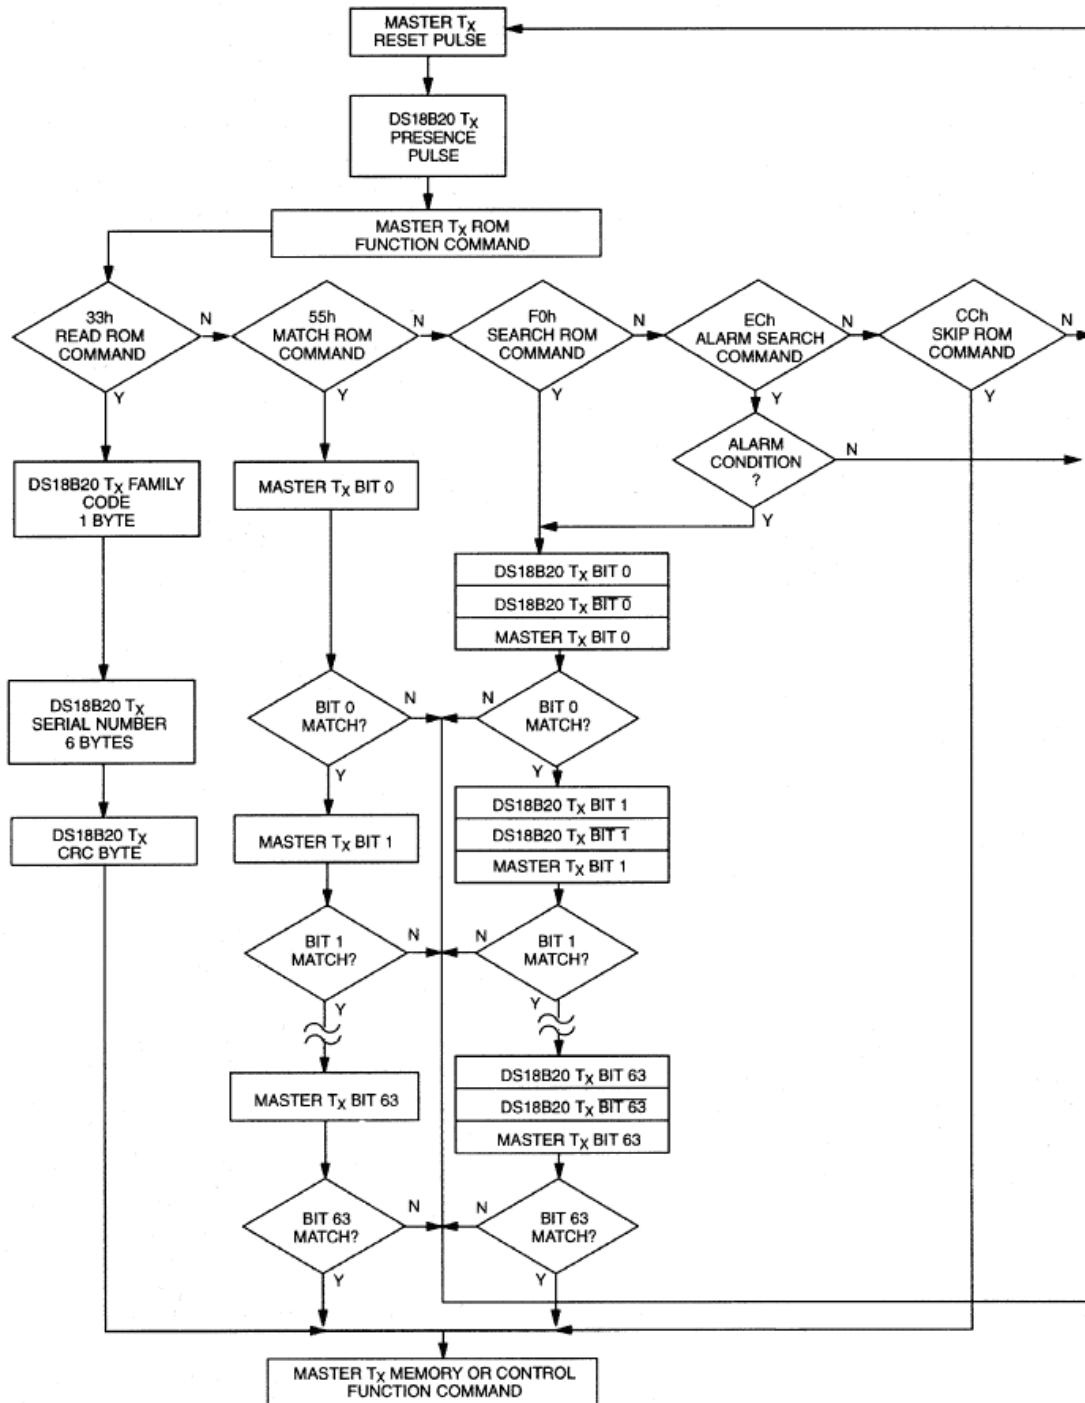 MASTER TX
RESET PULSE
DS18B20 TX
PRESENCE
PULSE
MASTER TX ROM
FUNCTION COMMAND
33h
READ ROM
COMMAND
N
Y
55h
MATCH ROM
COMMAND
N
Y
F0h
SEARCH ROM
COMMAND
N
Y
ECh
ALARM SEARCH
COMMAND
N
Y
CCh
SKIP ROM
COMMAND
N
Y
ALARM
CONDITION
?
N
Y
DS18B20 TX FAMILY
CODE
1 BYTE
MASTER TX BIT 0
DS18B20 TX BIT 0
DS18B20 TX B̅I̅T̅ ̅0̅
MASTER TX BIT 0
DS18B20 TX
SERIAL NUMBER
6 BYTES
BIT 0
MATCH?
N
Y
N
BIT 0
MATCH?
Y
DS18B20 TX
CRC BYTE
MASTER TX BIT 1
DS18B20 TX BIT 1
DS18B20 TX B̅I̅T̅ ̅1̅
MASTER TX BIT 1
BIT 1
MATCH?
N
Y
N
BIT 1
MATCH?
Y
MASTER TX BIT 63
DS18B20 TX BIT 63
DS18B20 TX B̅I̅T̅ ̅6̅3̅
MASTER TX BIT 63
BIT 63
MATCH?
N
Y
N
BIT 63
MATCH?
Y
MASTER TX MEMORY OR CONTROL
FUNCTION COMMAND